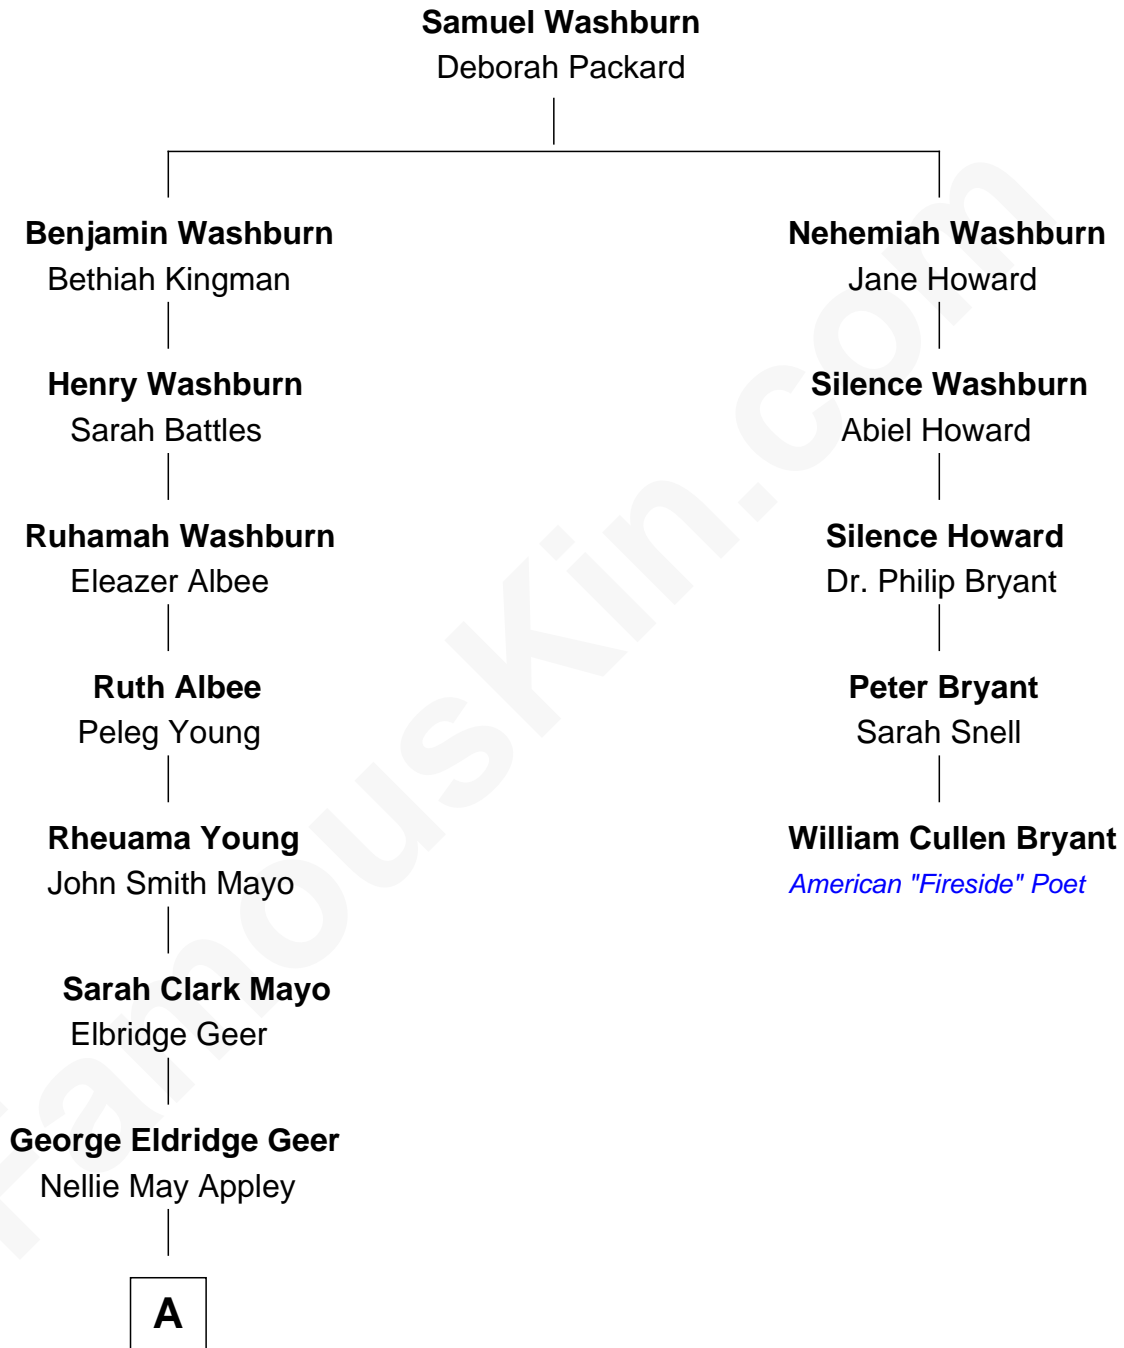 Samuel Washburn
Deborah Packard
Benjamin Washburn
Bethiah Kingman
Nehemiah Washburn
Jane Howard
Henry Washburn
Sarah Battles
Silence Washburn
Abiel Howard
Ruhamah Washburn
Eleazer Albee
Silence Howard
Dr. Philip Bryant
Ruth Albee
Peleg Young
Peter Bryant
Sarah Snell
Rheuama Young
John Smith Mayo
William Cullen Bryant
American "Fireside" Poet
Sarah Clark Mayo
Elbridge Geer
George Eldridge Geer
Nellie May Appley
A
FamousKin.com